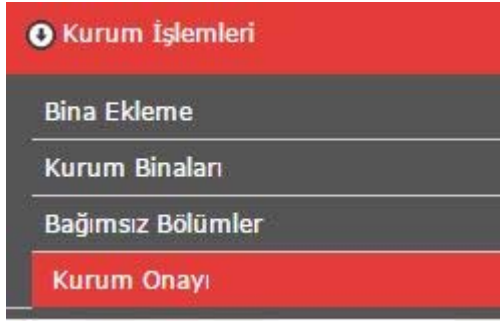 Kurum İşlemleri
Bina Ekleme
Kurum Binaları
Bağımsız Bölümler
Kurum Onayı